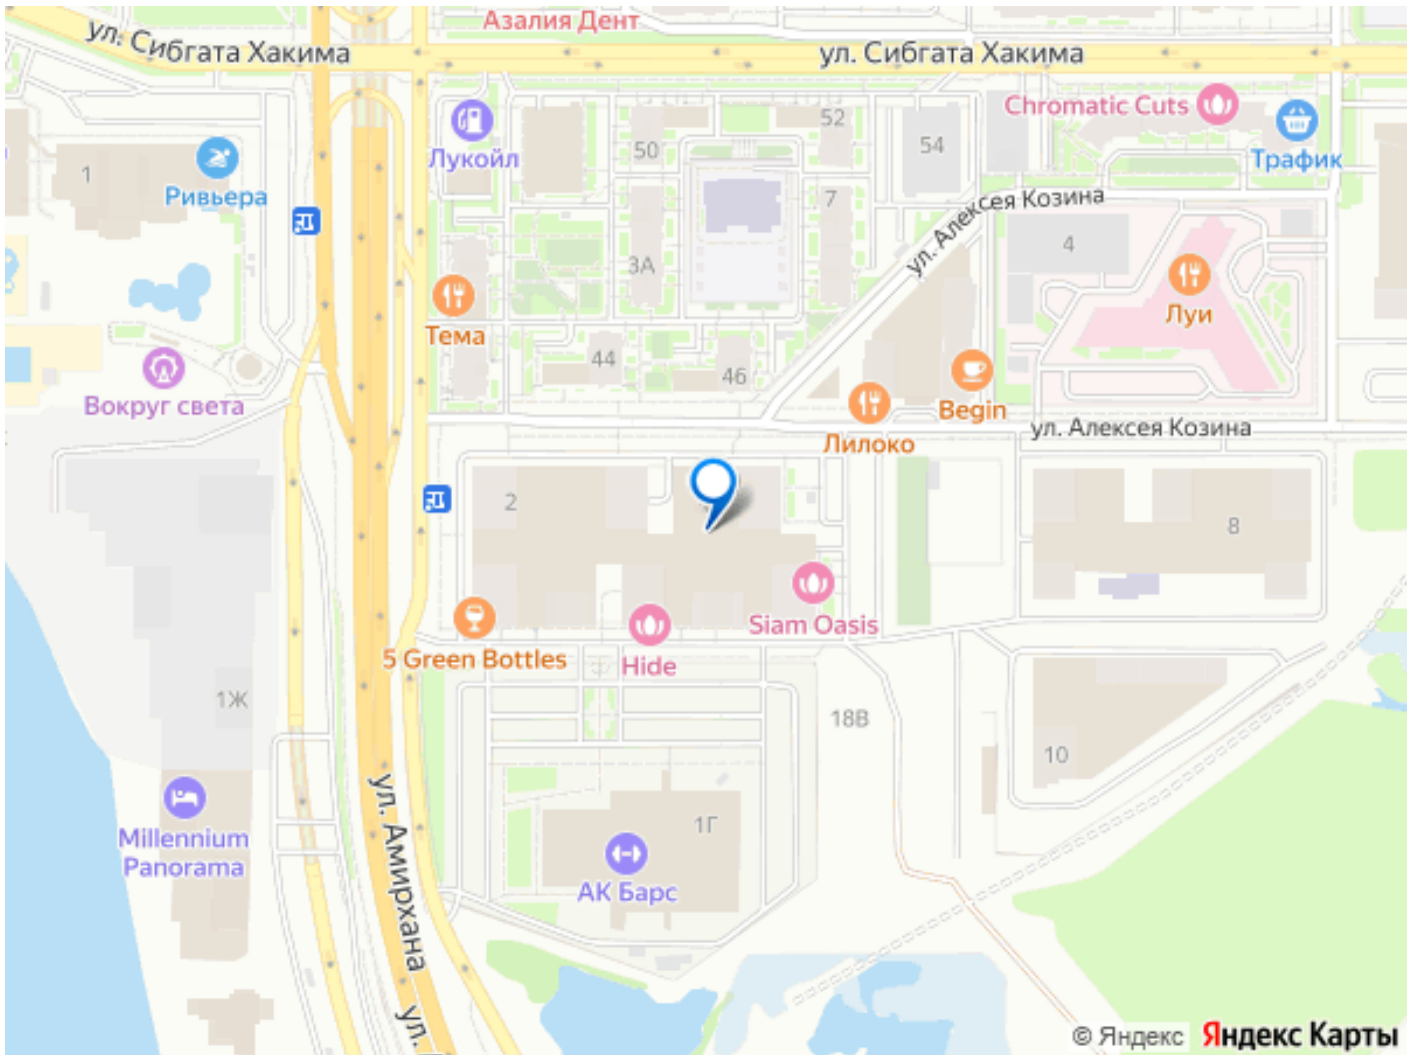 Азалия Дент
ул. Сибгата Хакима
ул. Сибгата Хакима
Chromatic Cuts
Трафик
Лукойл
50
52
54
1
Ривьера
7
ул. Алексея Козина
4
3А
Луи
Тема
44
46
Вокруг света
Begin
Лилоко
ул. Алексея Козина
2
8
Siam Oasis
5 Green Bottles
Hide
1Ж
18В
10
Millennium
Panorama
ул. Амирхана
1Г
АК Барс
ул.
© Яндекс Яндекс Карты